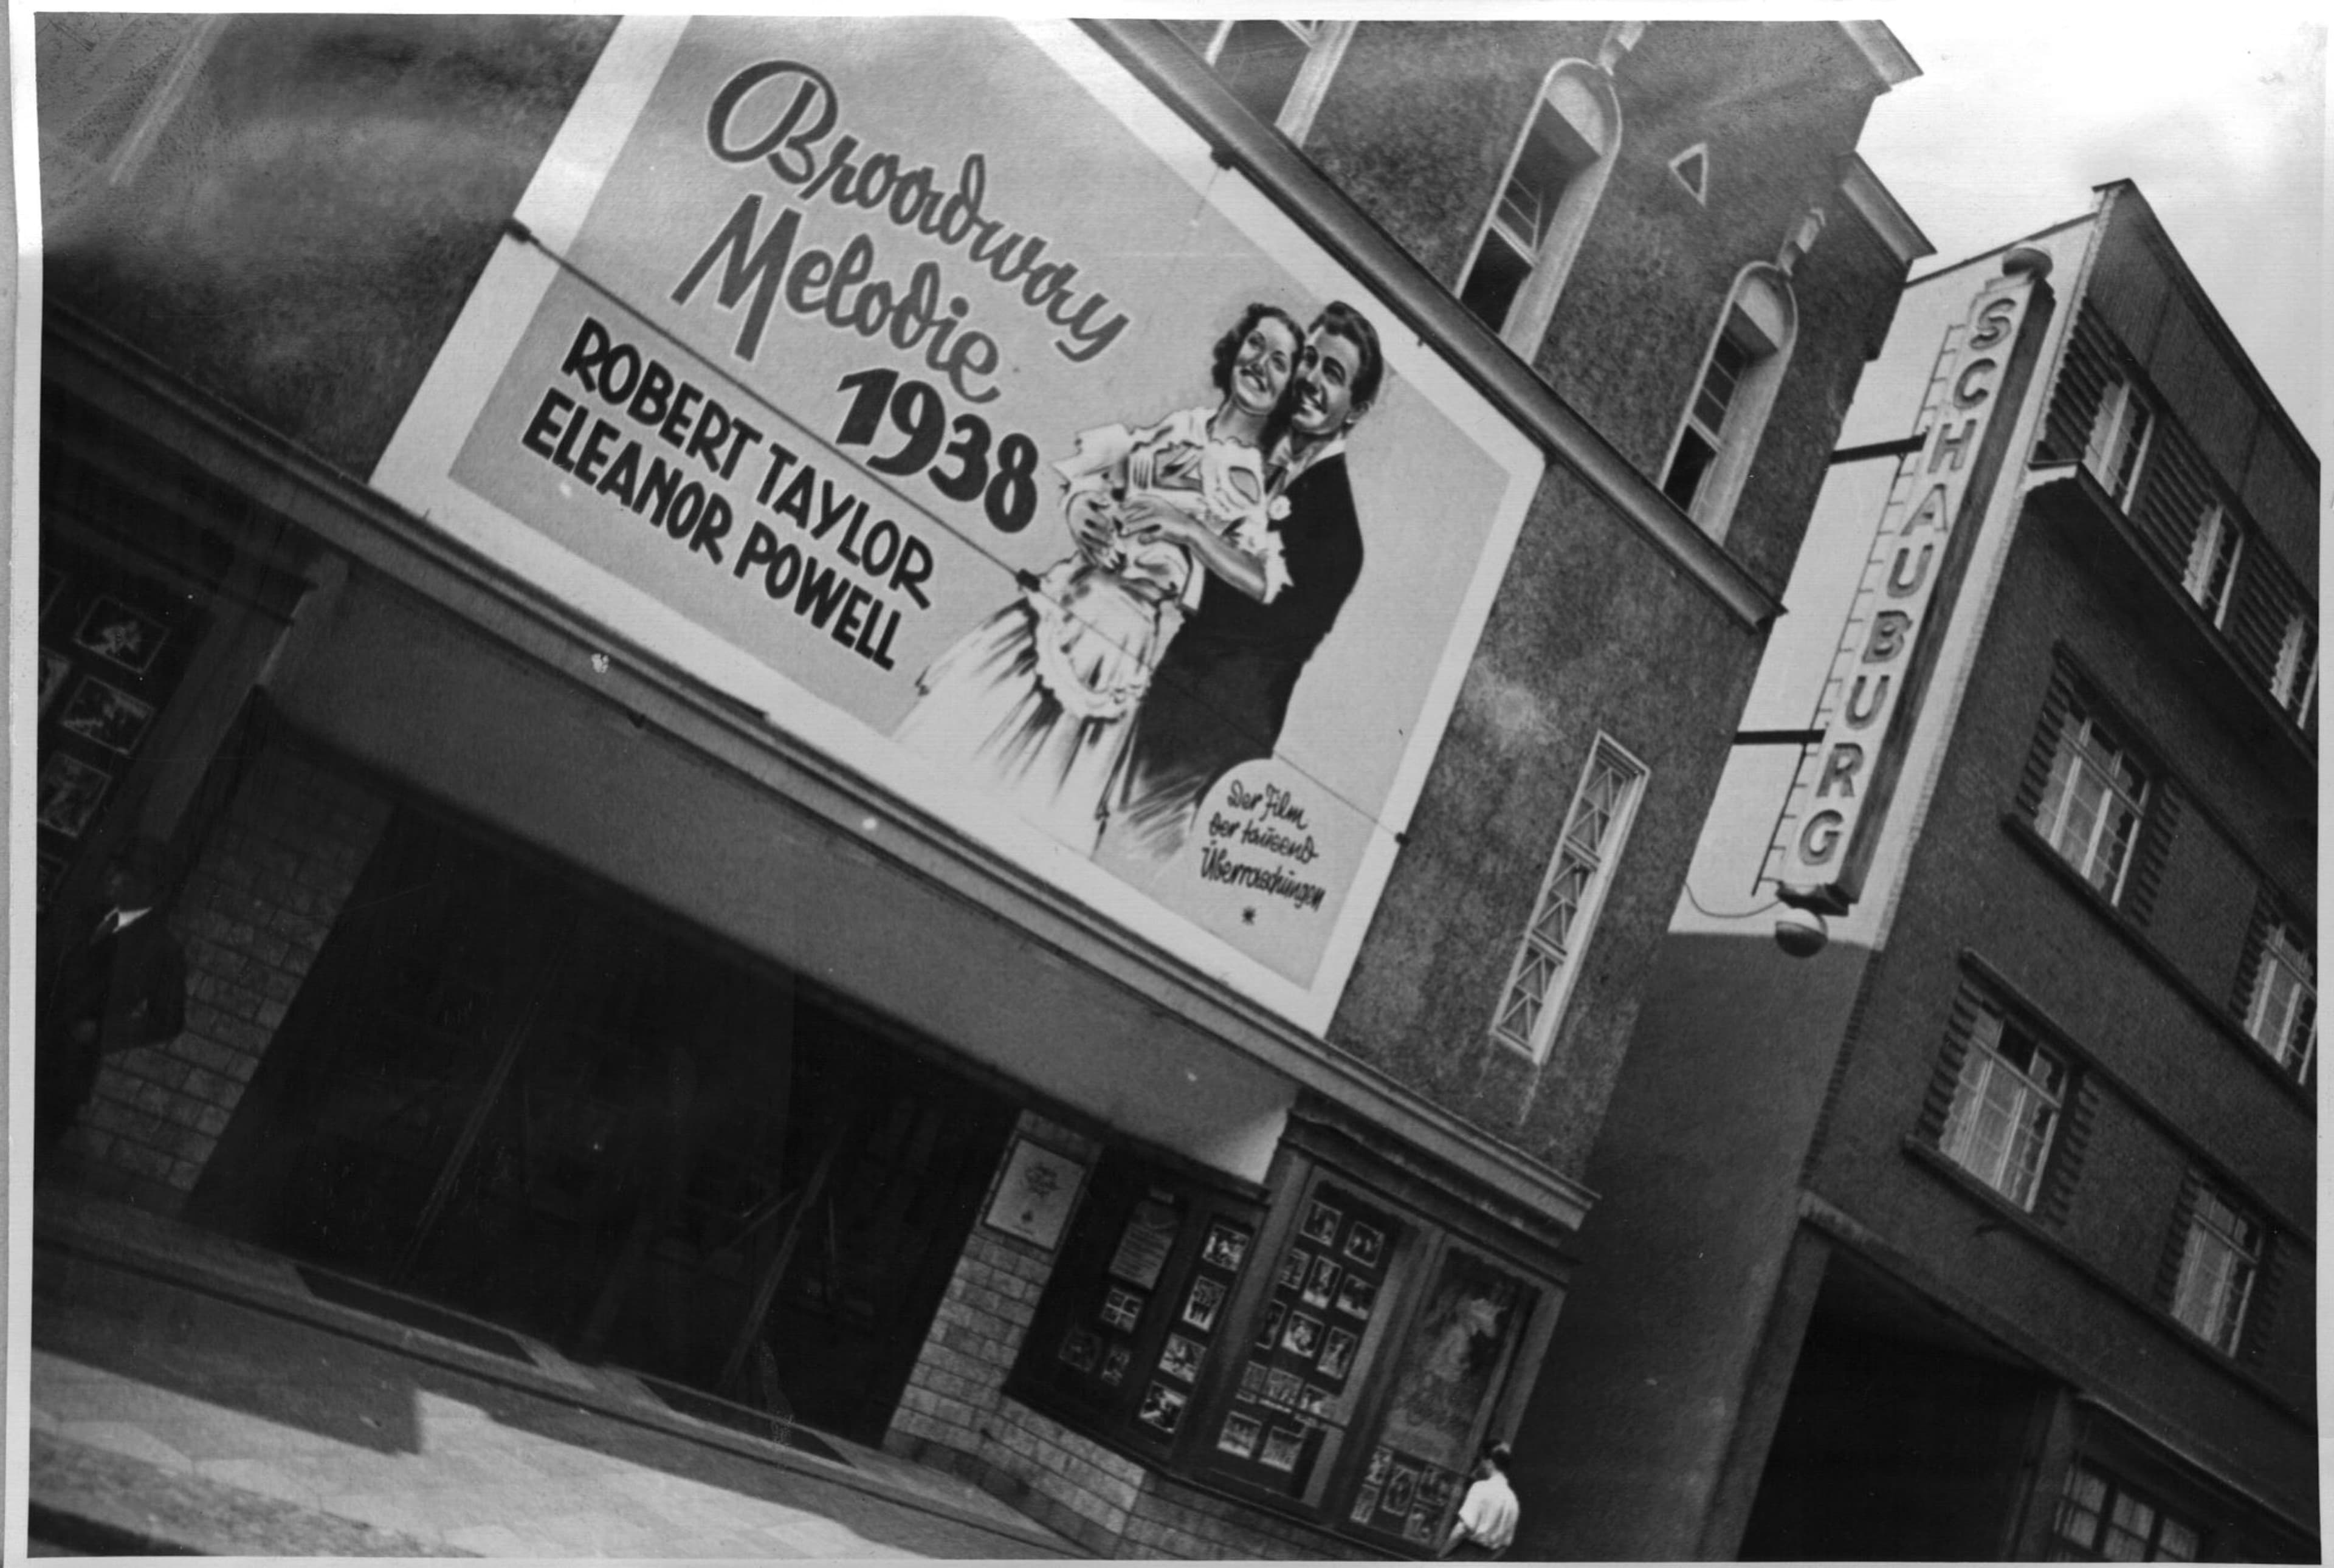 Broadway
Melodie
1938
ROBERT TAYLOR
ELEANOR POWELL
Der Film
der tausend
Überraschungen
*
SCHAUBURG